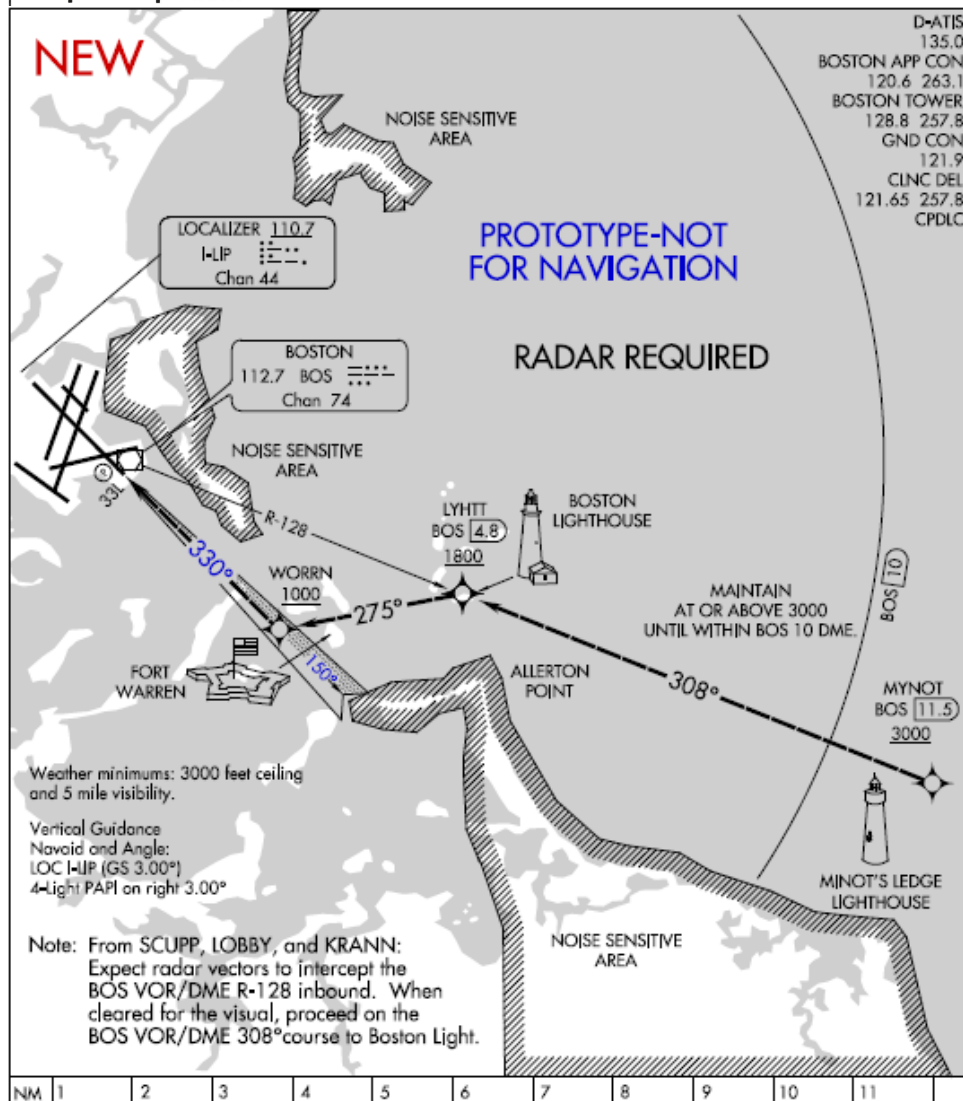 NEW
D-ATIS
135.0
BOSTON APP CON
120.6 263.1
BOSTON TOWER
128.8 257.8
GND CON
121.9
CLNC DEL
121.65 257.8
CPDLC
NOISE SENSITIVE
AREA
LOCALIZER 110.7
I-LIP
Chan 44
PROTOTYPE-NOT
FOR NAVIGATION
RADAR REQUIRED
BOSTON
112.7 BOS
Chan 74
NOISE SENSITIVE
AREA
P
33L
R-128
LYHTT
BOS 4.8
1800
BOSTON
LIGHTHOUSE
BOS 10
330°
WORRN
1000
275°
MAINTAIN
AT OR ABOVE 3000
UNTIL WITHIN BOS 10 DME.
FORT
WARREN
150°
ALLERTON
POINT
308°
MYNOT
BOS 11.5
3000
Weather minimums: 3000 feet ceiling
and 5 mile visibility.
Vertical Guidance
Navaid and Angle:
LOC I-LIP (GS 3.00°)
4-Light PAPI on right 3.00°
MINOT'S LEDGE
LIGHTHOUSE
Note: From SCUPP, LOBBY, and KRANN:
Expect radar vectors to intercept the
BOS VOR/DME R-128 inbound. When
cleared for the visual, proceed on the
BOS VOR/DME 308° course to Boston Light.
NOISE SENSITIVE
AREA
NM 1 2 3 4 5 6 7 8 9 10 11